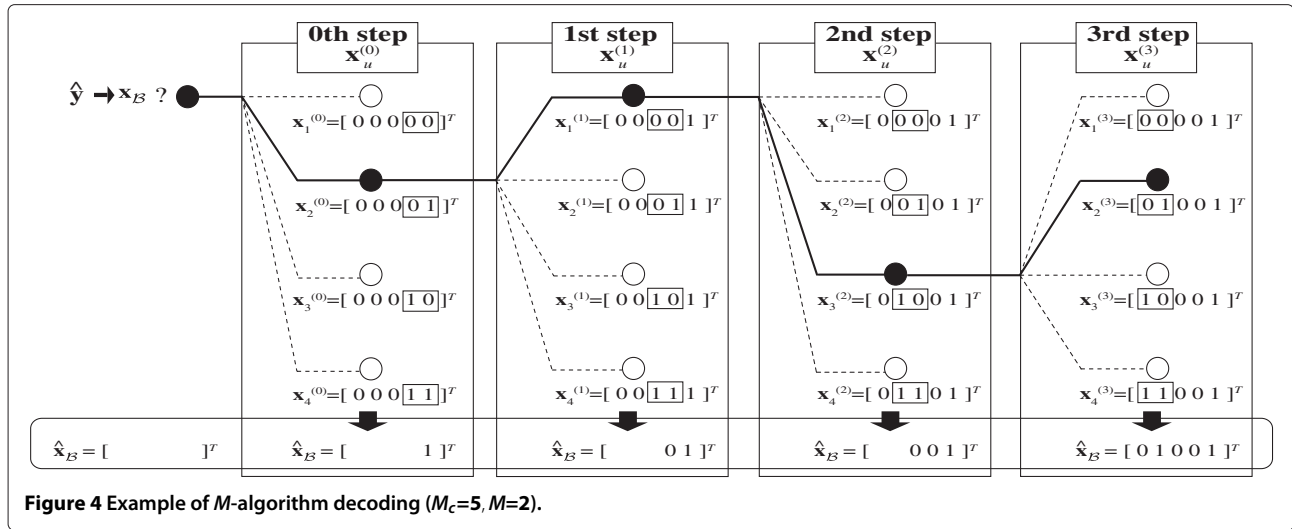 0th step 1st step 2nd step 3rd step
x_u^(0) x_u^(1) x_u^(2) x_u^(3)
ŷ → x_B ?
x_1^(0)=[ 0 0 0 0 0 ]^T x_1^(1)=[ 0 0 0 0 1 ]^T x_1^(2)=[ 0 0 0 0 1 ]^T x_1^(3)=[ 0 0 0 0 1 ]^T
x_2^(0)=[ 0 0 0 0 1 ]^T x_2^(1)=[ 0 0 0 1 1 ]^T x_2^(2)=[ 0 0 1 0 1 ]^T x_2^(3)=[ 0 1 0 0 1 ]^T
x_3^(0)=[ 0 0 0 1 0 ]^T x_3^(1)=[ 0 0 1 0 1 ]^T x_3^(2)=[ 0 1 0 0 1 ]^T x_3^(3)=[ 1 0 0 0 1 ]^T
x_4^(0)=[ 0 0 0 1 1 ]^T x_4^(1)=[ 0 0 1 1 1 ]^T x_4^(2)=[ 0 1 1 0 1 ]^T x_4^(3)=[ 1 1 0 0 1 ]^T
x̂_B = [ ]^T x̂_B = [ 1 ]^T x̂_B = [ 0 1 ]^T x̂_B = [ 0 0 1 ]^T x̂_B = [ 0 1 0 0 1 ]^T
Figure 4 Example of M-algorithm decoding (M_c=5, M=2).